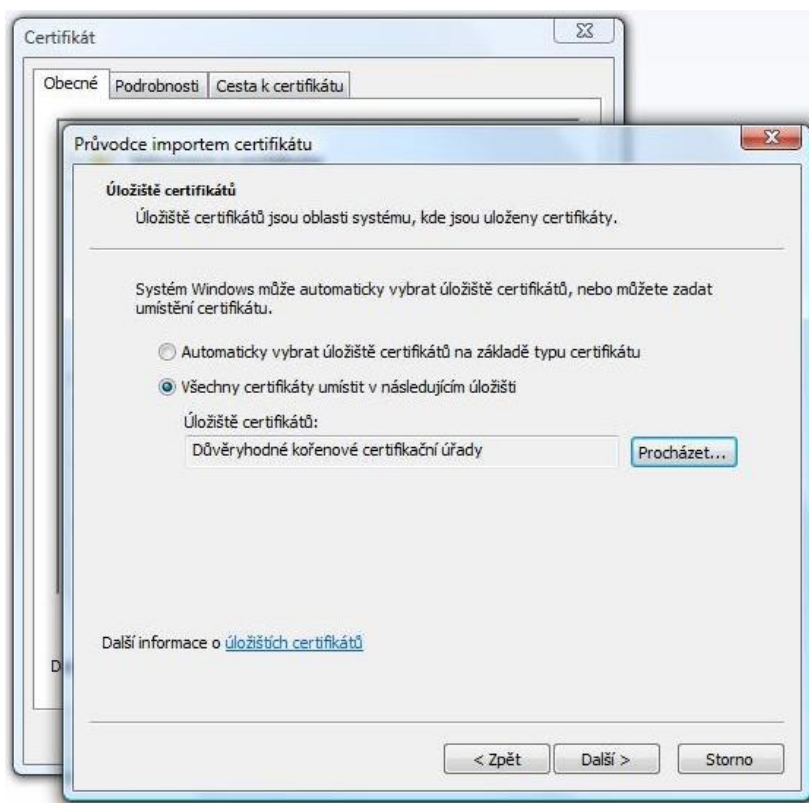 Certifikát
Obecné
Podrobnosti
Cesta k certifikátu
Průvodce importem certifikátu
Úložiště certifikátů
Úložiště certifikátů jsou oblasti systému, kde jsou uloženy certifikáty.
Systém Windows může automaticky vybrat úložiště certifikátů, nebo můžete zadat
umístění certifikátu.
Automaticky vybrat úložiště certifikátů na základě typu certifikátu
Všechny certifikáty umístit v následujícím úložišti
Úložiště certifikátů:
Důvěryhodné kořenové certifikační úřady
Procházet...
Další informace o úložištích certifikátů
< Zpět
Další >
Storno